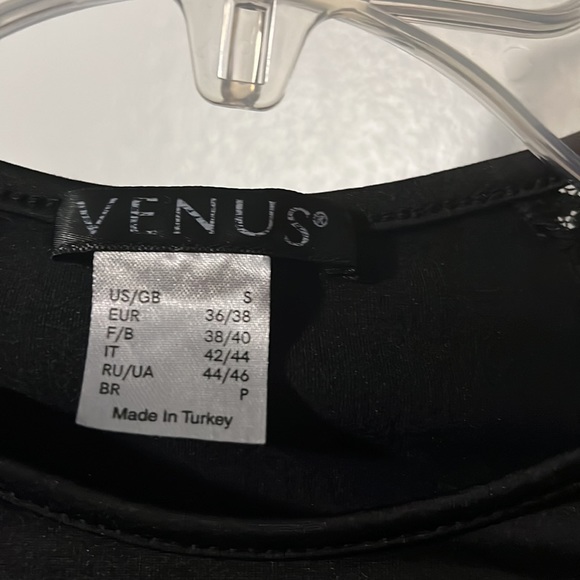 VENUS®
US/GB S
EUR 36/38
F/B 38/40
IT 42/44
RU/UA 44/46
BR P
Made In Turkey